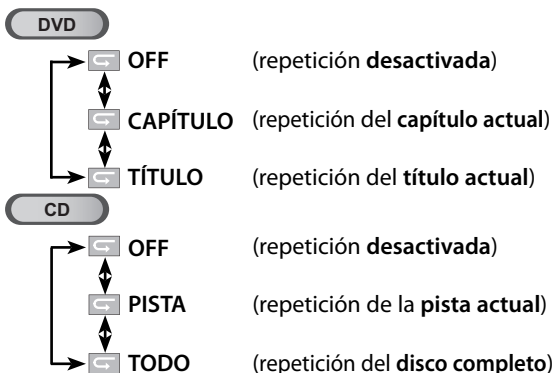 DVD
OFF (repetición desactivada)
CAPÍTULO (repetición del capítulo actual)
TÍTULO (repetición del título actual)
CD
OFF (repetición desactivada)
PISTA (repetición de la pista actual)
TODO (repetición del disco completo)